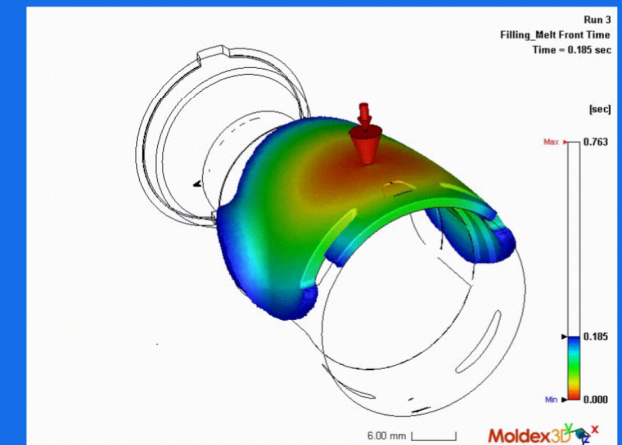 Run 3
Filling_Melt Front Time
Time = 0.185 sec
[sec]
Max 0.763
0.185
Min 0.000
6.00 mm
Moldex3D
y x
z